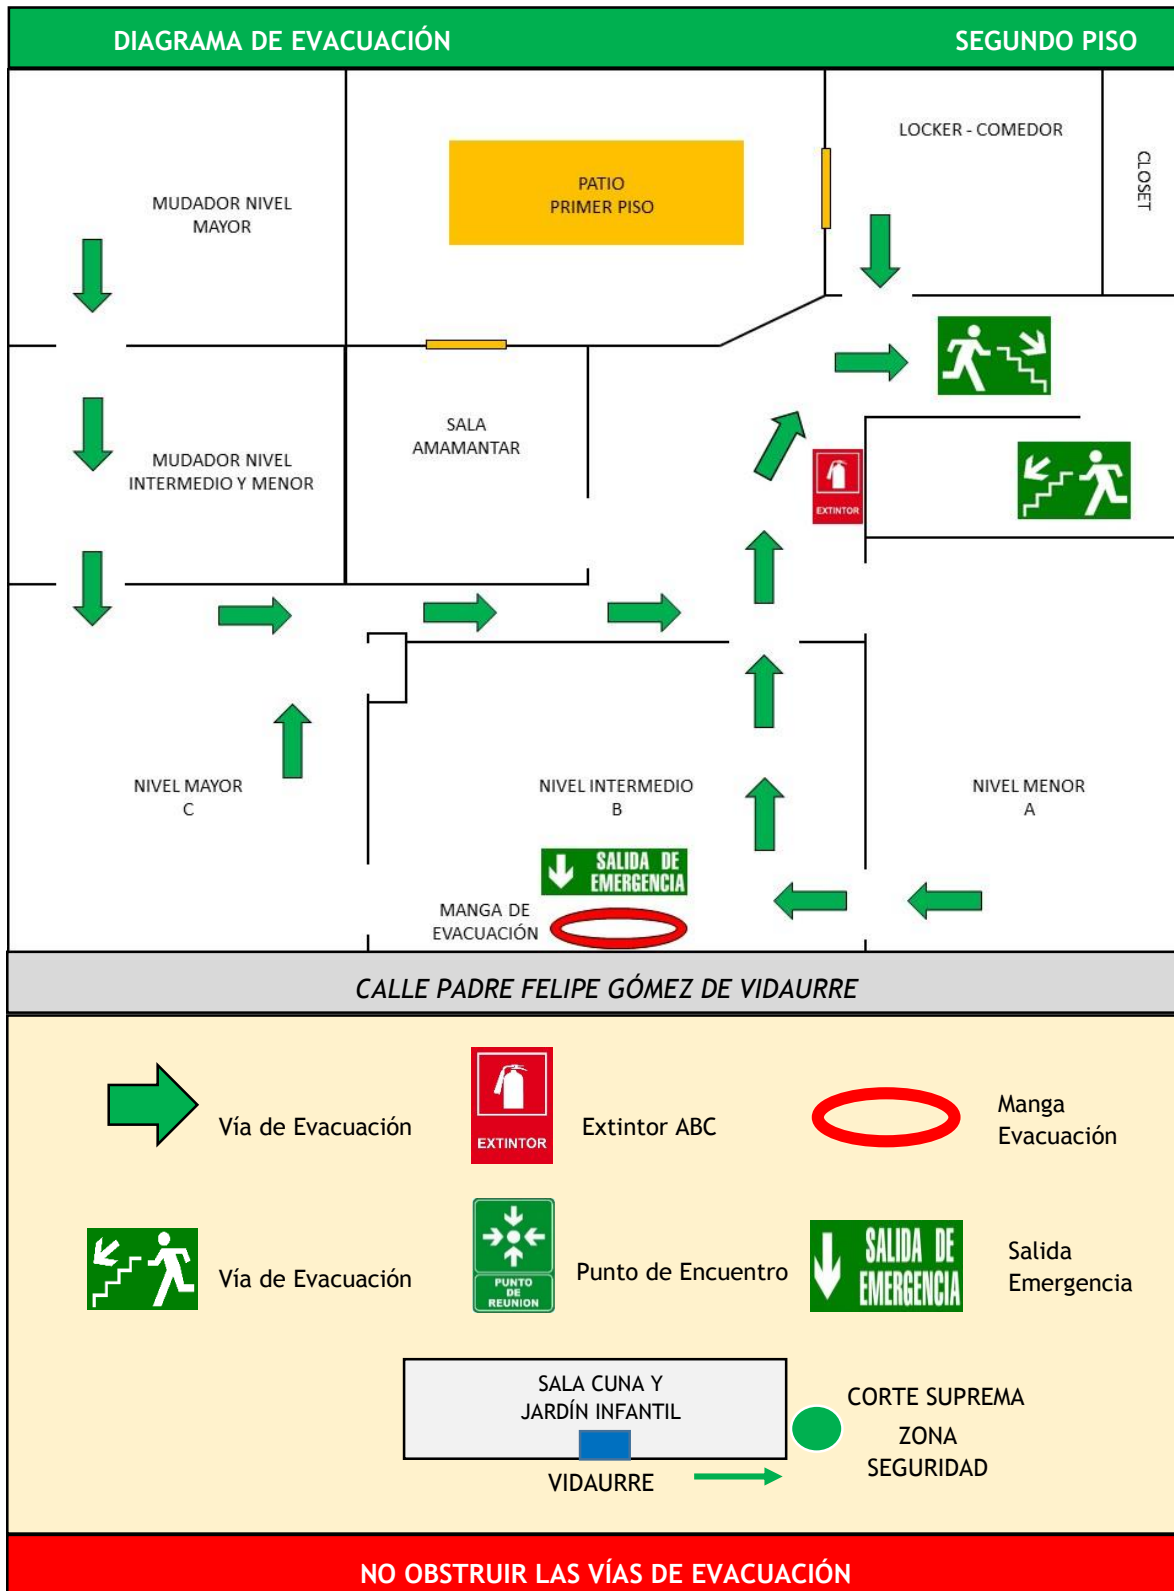 DIAGRAMA DE EVACUACIÓN
SEGUNDO PISO
LOCKER - COMEDOR
CLOSET
PATIO
PRIMER PISO
MUDADOR NIVEL
MAYOR
SALA
AMAMANTAR
MUDADOR NIVEL
INTERMEDIO Y MENOR
EXTINTOR
NIVEL MAYOR
C
NIVEL INTERMEDIO
B
NIVEL MENOR
A
SALIDA DE
EMERGENCIA
MANGA DE
EVACUACIÓN
CALLE PADRE FELIPE GÓMEZ DE VIDAURRE
Vía de Evacuación
EXTINTOR
Extintor ABC
Manga
Evacuación
Vía de Evacuación
PUNTO
DE
REUNION
Punto de Encuentro
SALIDA DE
EMERGENCIA
Salida
Emergencia
SALA CUNA Y
JARDÍN INFANTIL
VIDAURRE
CORTE SUPREMA
ZONA
SEGURIDAD
NO OBSTRUIR LAS VÍAS DE EVACUACIÓN